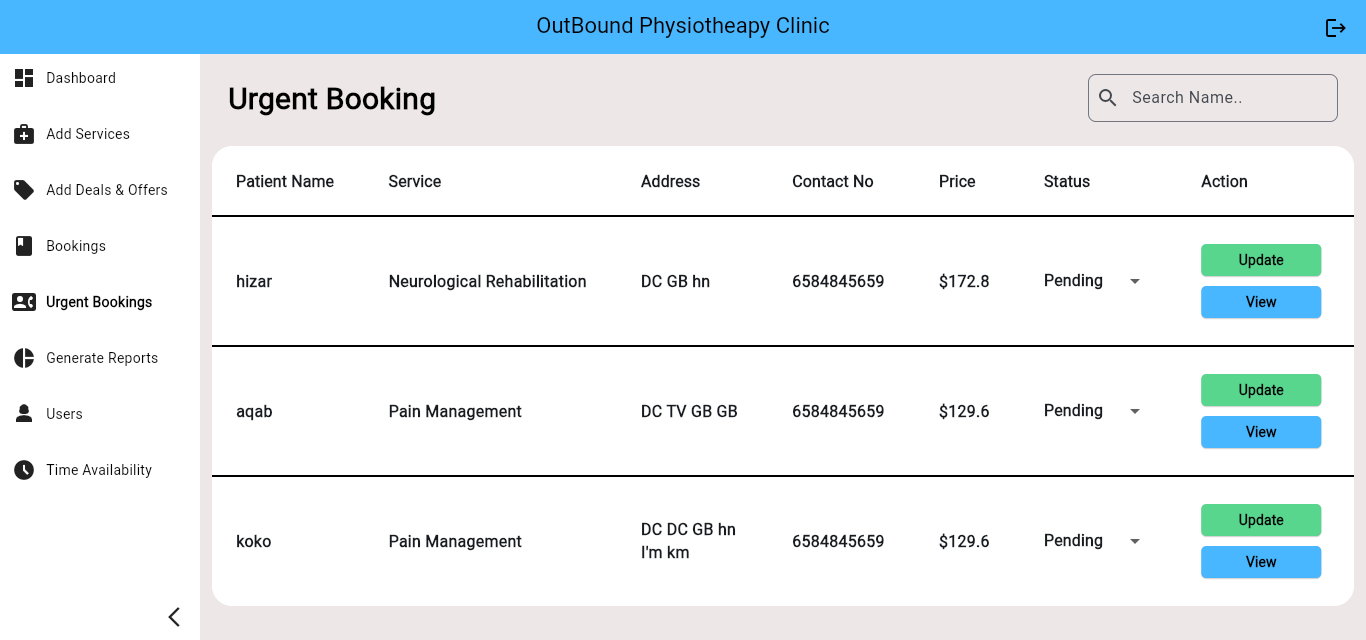 OutBound Physiotheapy Clinic
Dashboard
Add Services
Add Deals & Offers
Bookings
Urgent Bookings
Generate Reports
Users
Time Availability
Urgent Booking
Search Name..
Patient Name Service Address Contact No Price Status Action
hizar Neurological Rehabilitation DC GB hn 6584845659 $172.8 Pending
Update
View
aqab Pain Management DC TV GB GB 6584845659 $129.6 Pending
Update
View
koko Pain Management DC DC GB hn
I'm km 6584845659 $129.6 Pending
Update
View